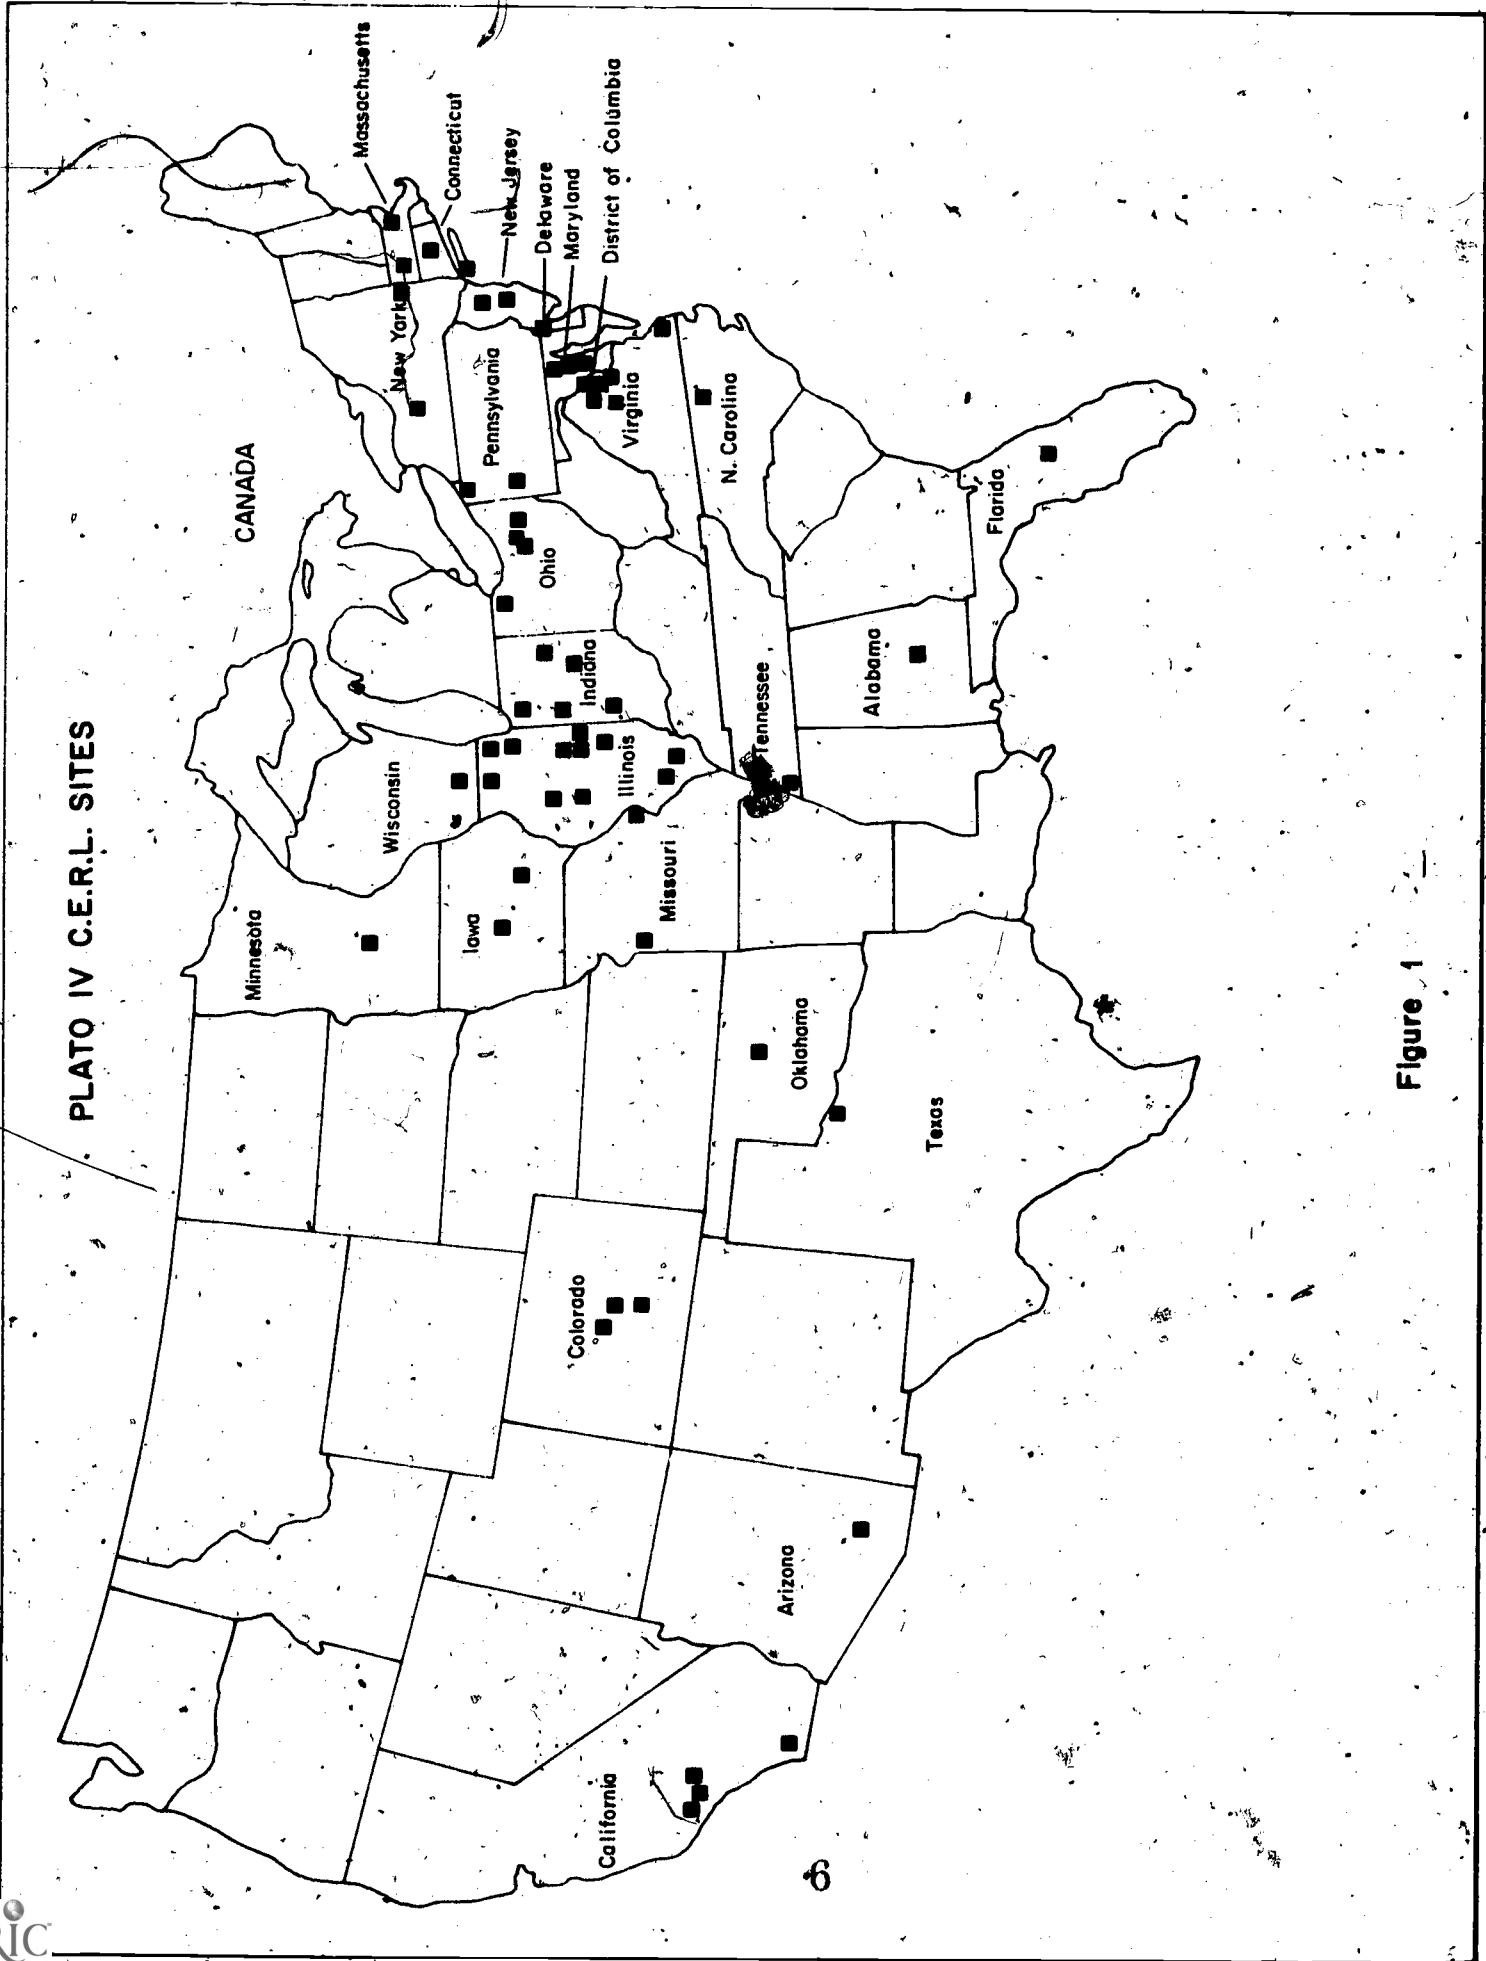 PLATO IV C.E.R.L. SITES
CANADA
Massachusetts
Connecticut
New Jersey
Delaware
Maryland
District of Columbia
New York
Pennsylvania
Virginia
N. Carolina
Florida
Ohio
Indiana
Illinois
Wisconsin
Tennessee
Alabama
Minnesota
Iowa
Missouri
Oklahoma
Texas
Colorado
Arizona
California
Figure 1
6